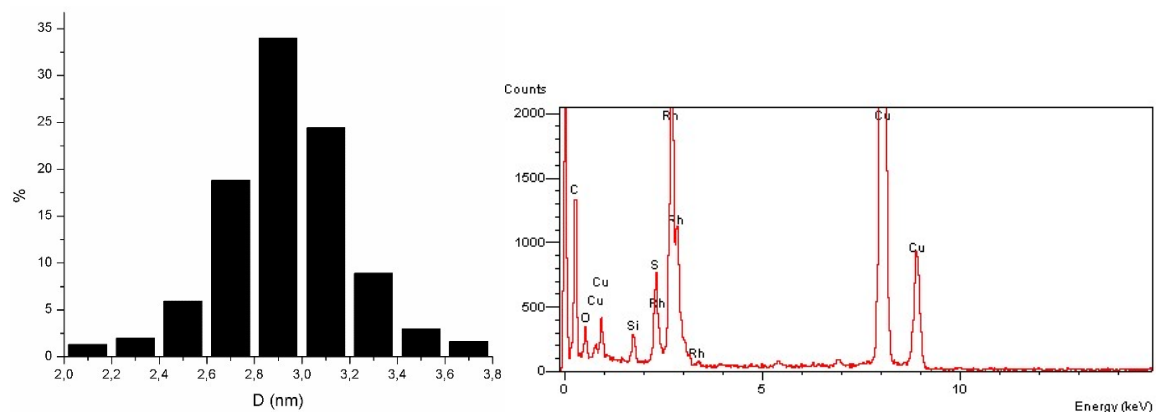 35
30
25
20
15
10
5
0
%
2,0 2,2 2,4 2,6 2,8 3,0 3,2 3,4 3,6 3,8
D (nm)
Counts
2000
1500
1000
500
0
Rh
Cu
C
Rh
S
Cu
Cu
Rh
Cu
O
Si
Rh
0 5 10
Energy (keV)